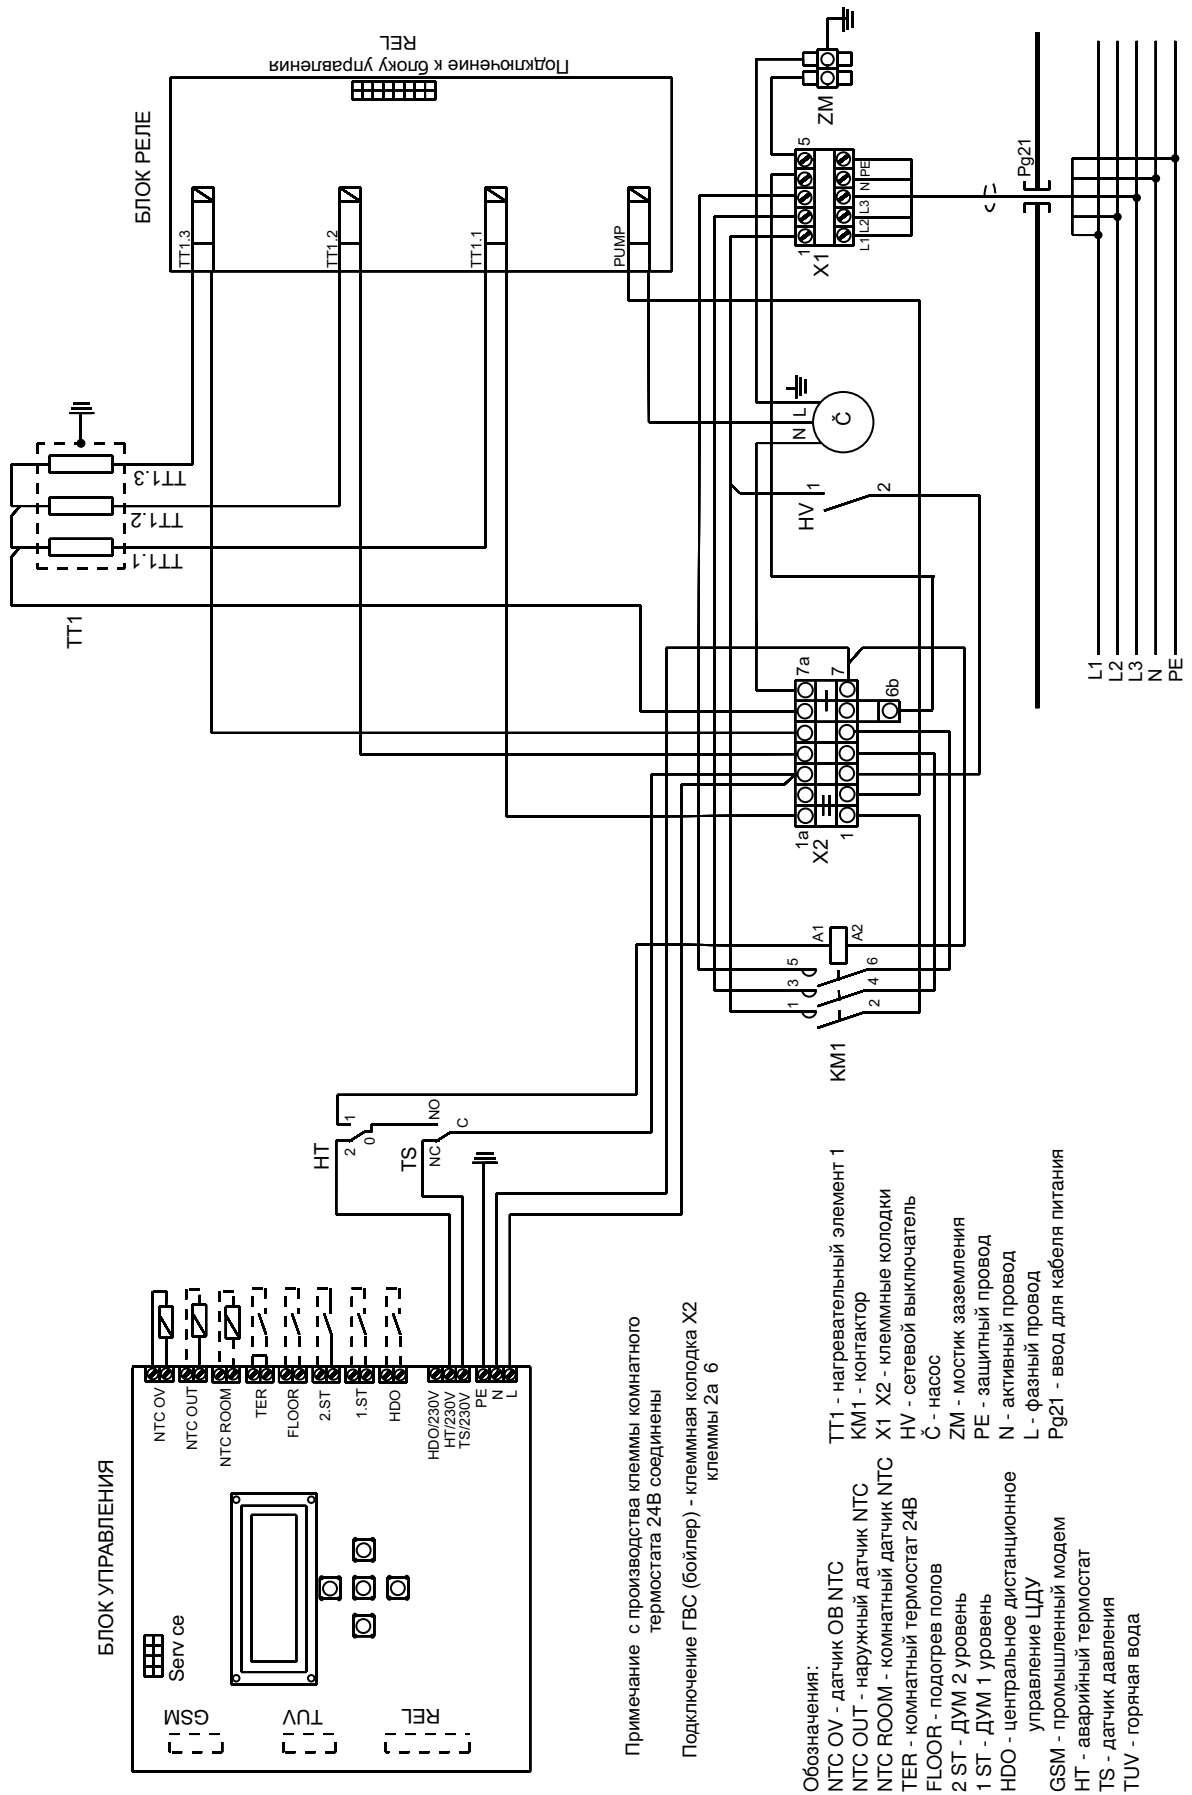 БЛОК УПРАВЛЕНИЯ
GSM
TUV
REL
Serv ce
NTC OV
NTC OUT
NTC ROOM
TER
FLOOR
2.ST
1.ST
HDO
HDO/230V
HT/230V
TS/230V
PE
N
L
HT
2
1
0
TS
NC
NO
C
KM1
1
3
5
2
4
6
A1
A2
X2
1a
7a
1
7
6b
TT1
TT1.1
TT1.2
TT1.3
HV
1
2
N
L
Č
БЛОК РЕЛЕ
TT1.3
TT1.2
TT1.1
PUMP
Подключение к блоку управления
REL
X1
1
5
L1
L2
L3
N
PE
ZM
Pg21
L1
L2
L3
N
PE
Примечание с производства клеммы комнатного
термостата 24В соединены
Подключение ГВС (бойлер) - клеммная колодка X2
клеммы 2а 6
Обозначения:
NTC OV - датчик ОВ NTC
NTC OUT - наружный датчик NTC
NTC ROOM - комнатный датчик NTC
TER - комнатный термостат 24В
FLOOR - подогрев полов
2 ST - ДУМ 2 уровень
1 ST - ДУМ 1 уровень
HDO - центральное дистанционное
управление ЦДУ
GSM - промышленный модем
HT - аварийный термостат
TS - датчик давления
TUV - горячая вода
TT1 - нагревательный элемент 1
KM1 - контактор
X1 X2 - клеммные колодки
HV - сетевой выключатель
Č - насос
ZM - мостик заземления
PE - защитный провод
N - активный провод
L - фазный провод
Pg21 - ввод для кабеля питания